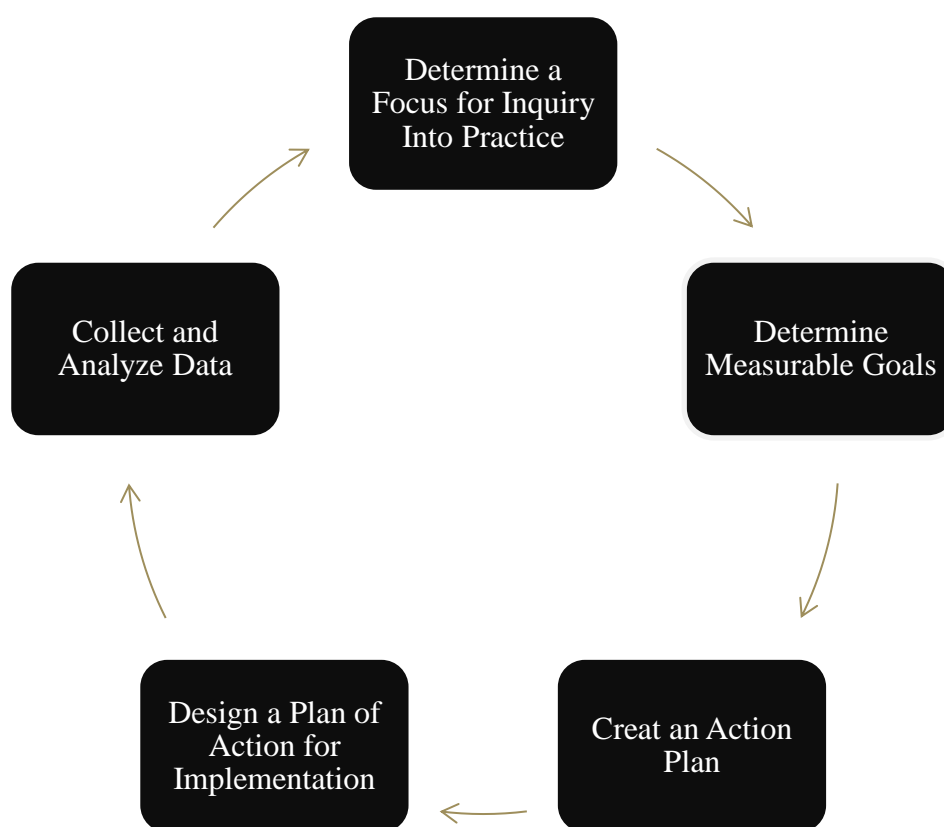 Determine a
Focus for Inquiry
Into Practice
Determine
Measurable Goals
Creat an Action
Plan
Design a Plan of
Action for
Implementation
Collect and
Analyze Data